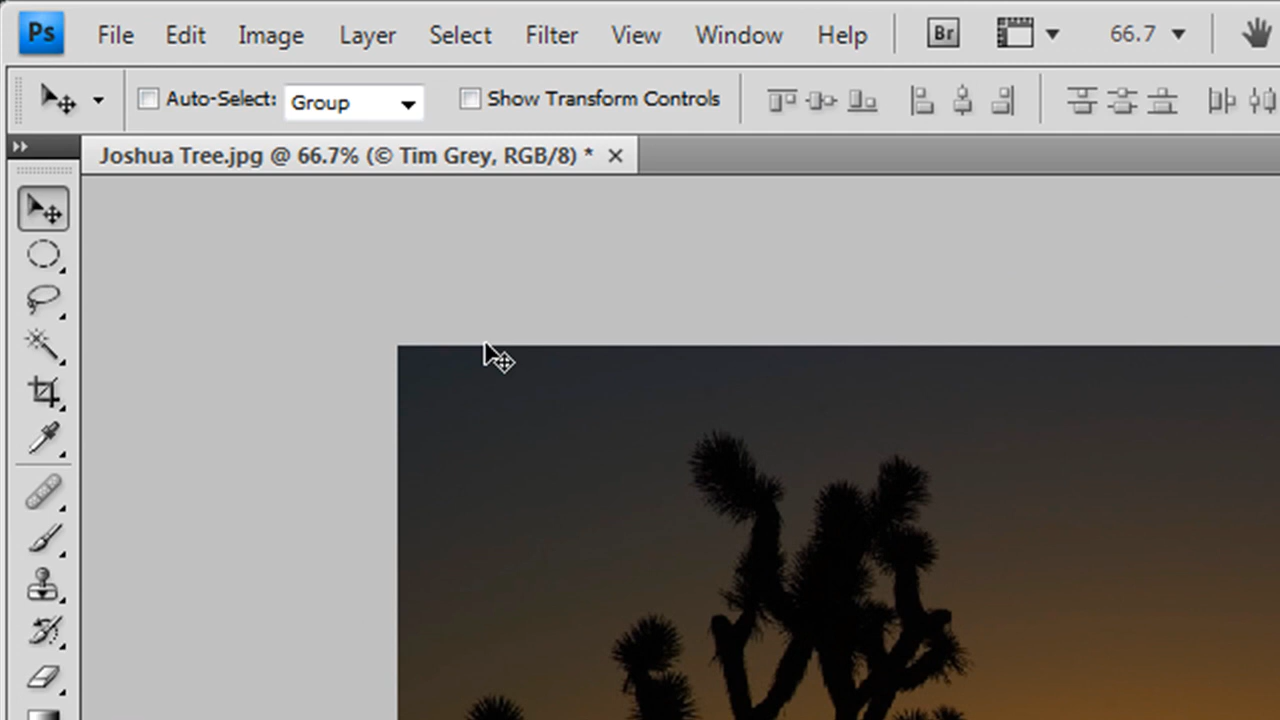 Ps File Edit Image Layer Select Filter View Window Help Br 66.7
Auto-Select: Group Show Transform Controls
Joshua Tree.jpg @ 66.7% (© Tim Grey, RGB/8) * ×